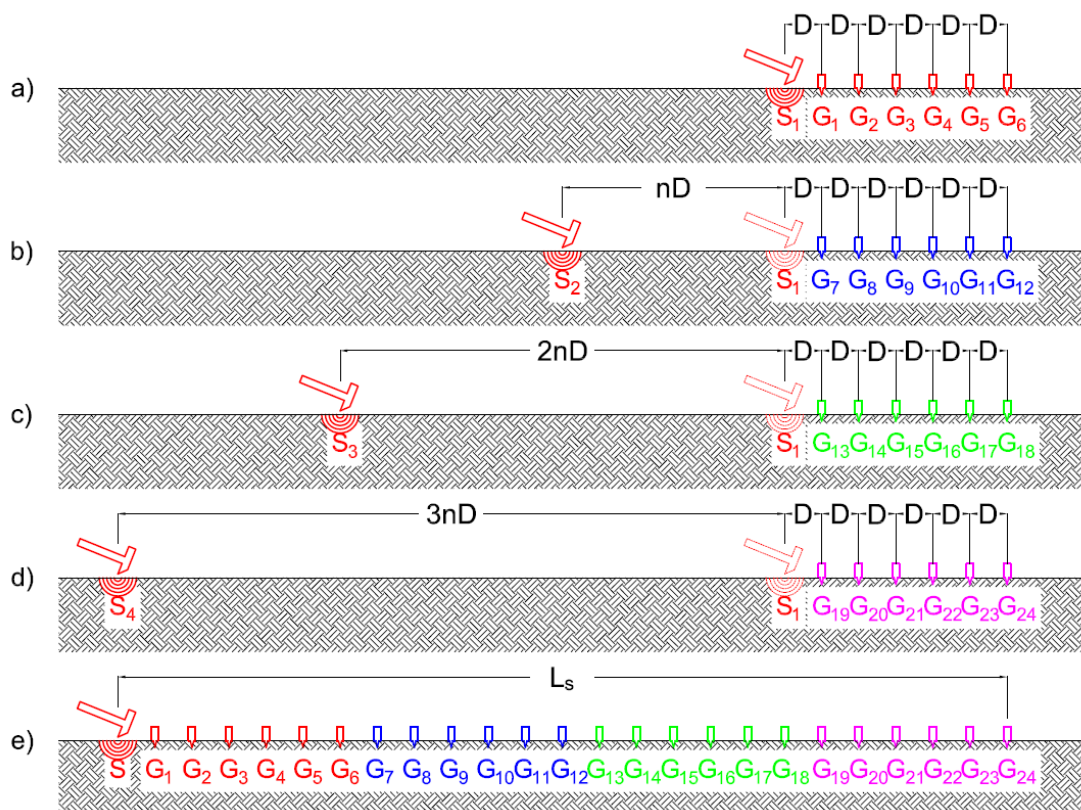 D D D D D D
a)
S₁ G₁ G₂ G₃ G₄ G₅ G₆
nD D D D D D D
b)
S₂ S₁ G₇ G₈ G₉ G₁₀ G₁₁ G₁₂
2nD D D D D D D
c)
S₃ S₁ G₁₃ G₁₄ G₁₅ G₁₆ G₁₇ G₁₈
3nD D D D D D D
d)
S₄ S₁ G₁₉ G₂₀ G₂₁ G₂₂ G₂₃ G₂₄
Lₛ
e)
S G₁ G₂ G₃ G₄ G₅ G₆ G₇ G₈ G₉ G₁₀ G₁₁ G₁₂ G₁₃ G₁₄ G₁₅ G₁₆ G₁₇ G₁₈ G₁₉ G₂₀ G₂₁ G₂₂ G₂₃ G₂₄